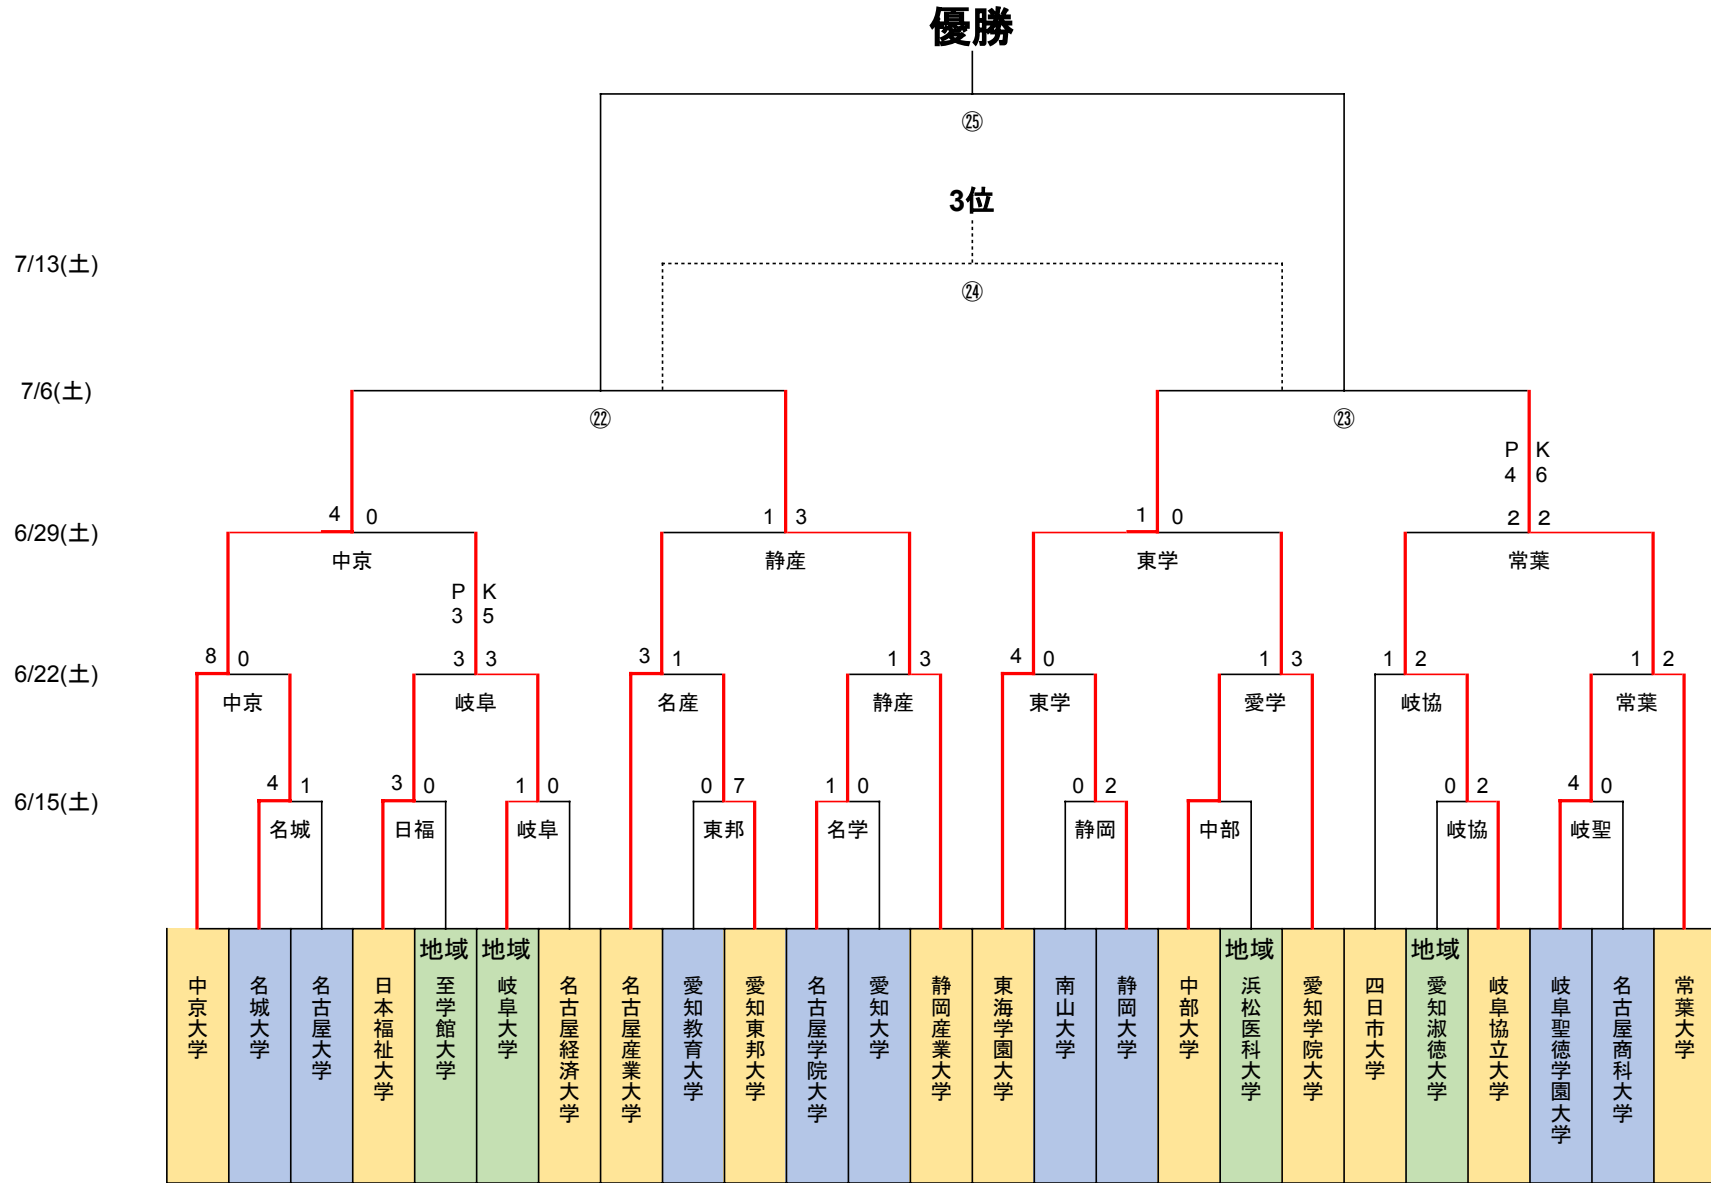 優勝
㉕
3位
7/13(土)
㉔
7/6(土)
㉒
㉓
P K
4 6
4 0
1 3
1 0
2 2
6/29(土)
中京
静産
東学
常葉
P K
3 5
8 0
3 3
3 1
1 3
4 0
1 3
1 2
1 2
6/22(土)
中京
岐阜
名産
静産
東学
愛学
岐協
常葉
4 1
3 0
1 0
0 7
1 0
0 2
0 2
4 0
6/15(土)
名城
日福
岐阜
東邦
名学
静岡
中部
岐協
岐聖
地域
地域
地域
地域
中京大学
名城大学
名古屋大学
日本福祉大学
至学館大学
岐阜大学
名古屋経済大学
名古屋産業大学
愛知教育大学
愛知東邦大学
名古屋学院大学
愛知大学
静岡産業大学
東海学園大学
南山大学
静岡大学
中部大学
浜松医科大学
愛知学院大学
四日市大学
愛知淑徳大学
岐阜協立大学
岐阜聖徳学園大学
名古屋商科大学
常葉大学